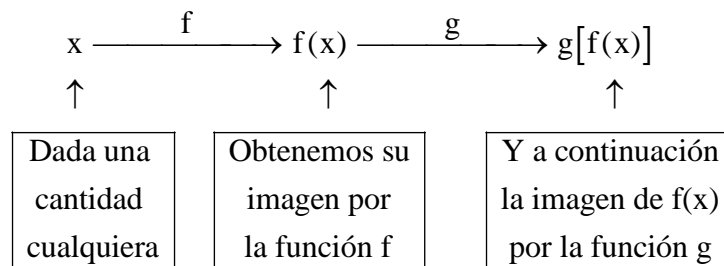 f g
x ⟶ f(x) ⟶ g[f(x)]
↑ ↑ ↑
Dada una
cantidad
cualquiera
Obtenemos su
imagen por
la función f
Y a continuación
la imagen de f(x)
por la función g